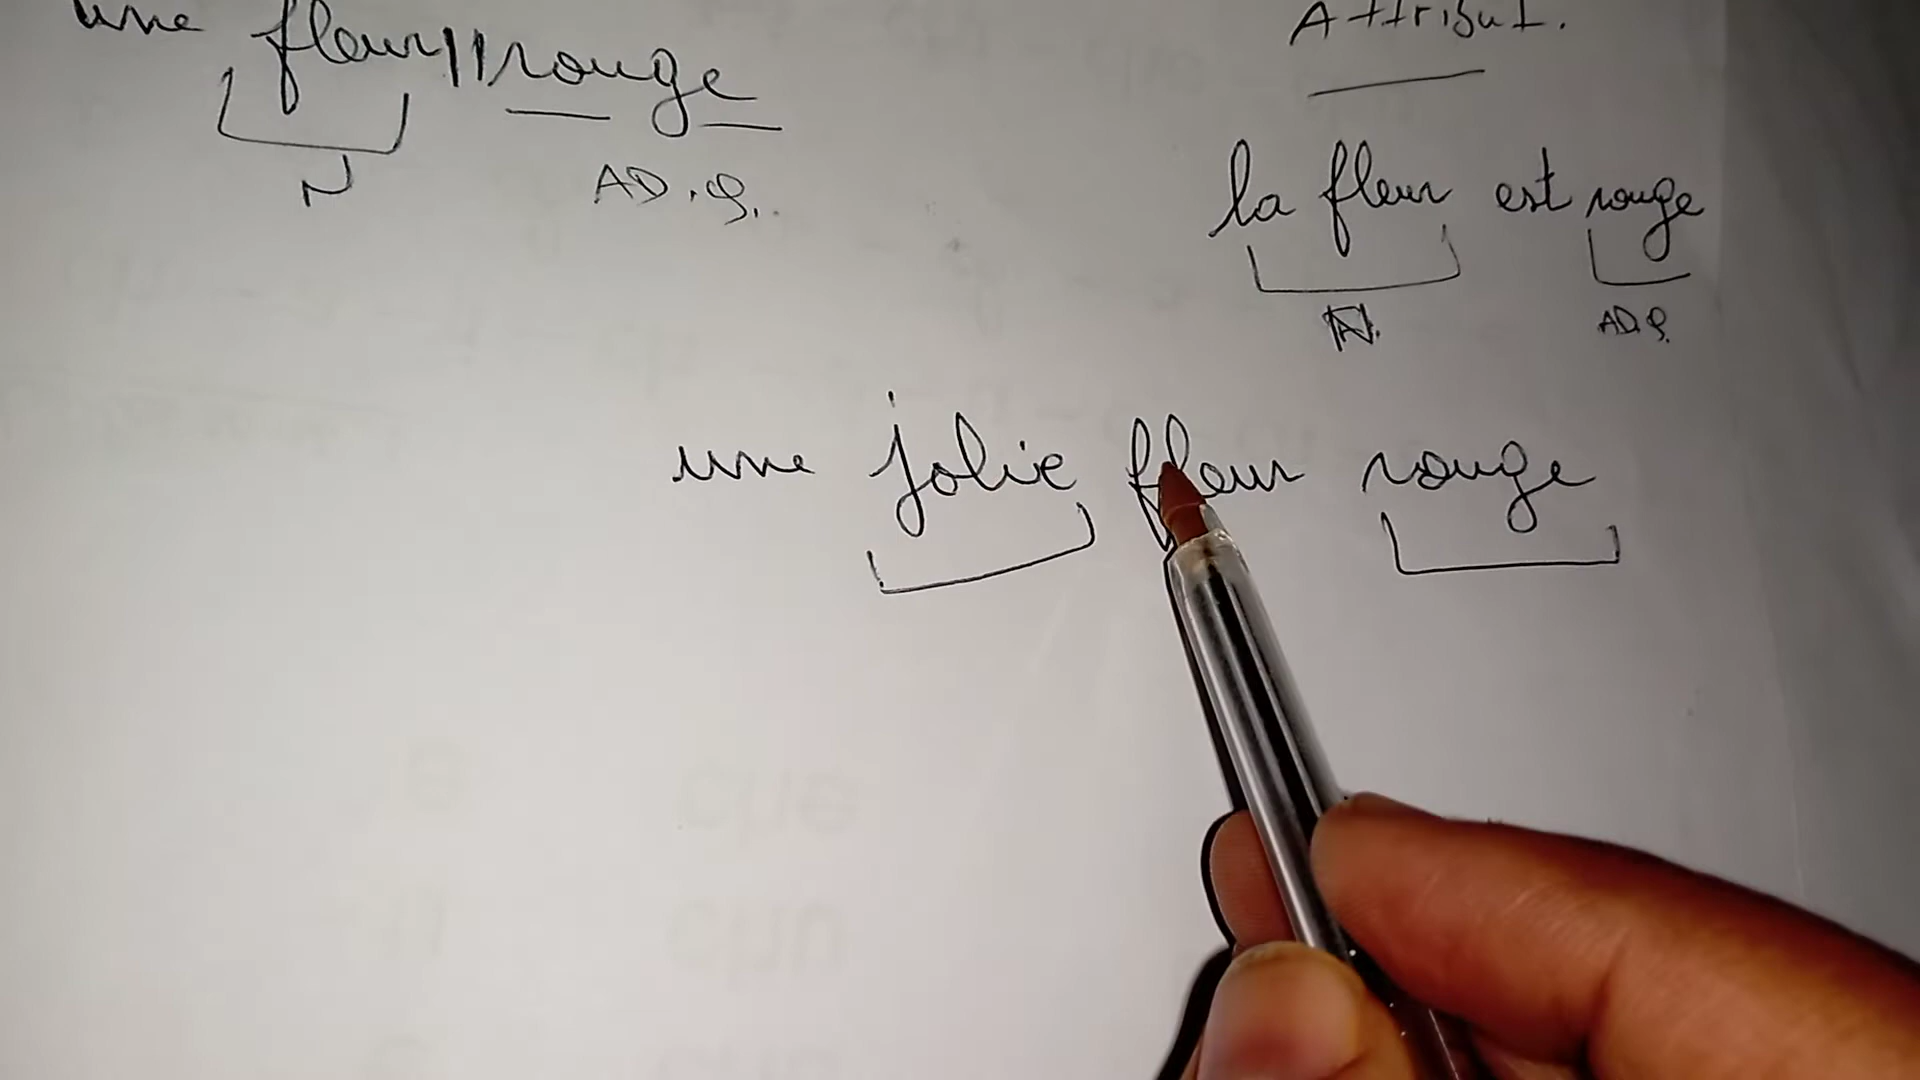 une fleur || rouge
N AD.Q.
Attribut.
la fleur est rouge
N. AD.Q.
une jolie fleur rouge